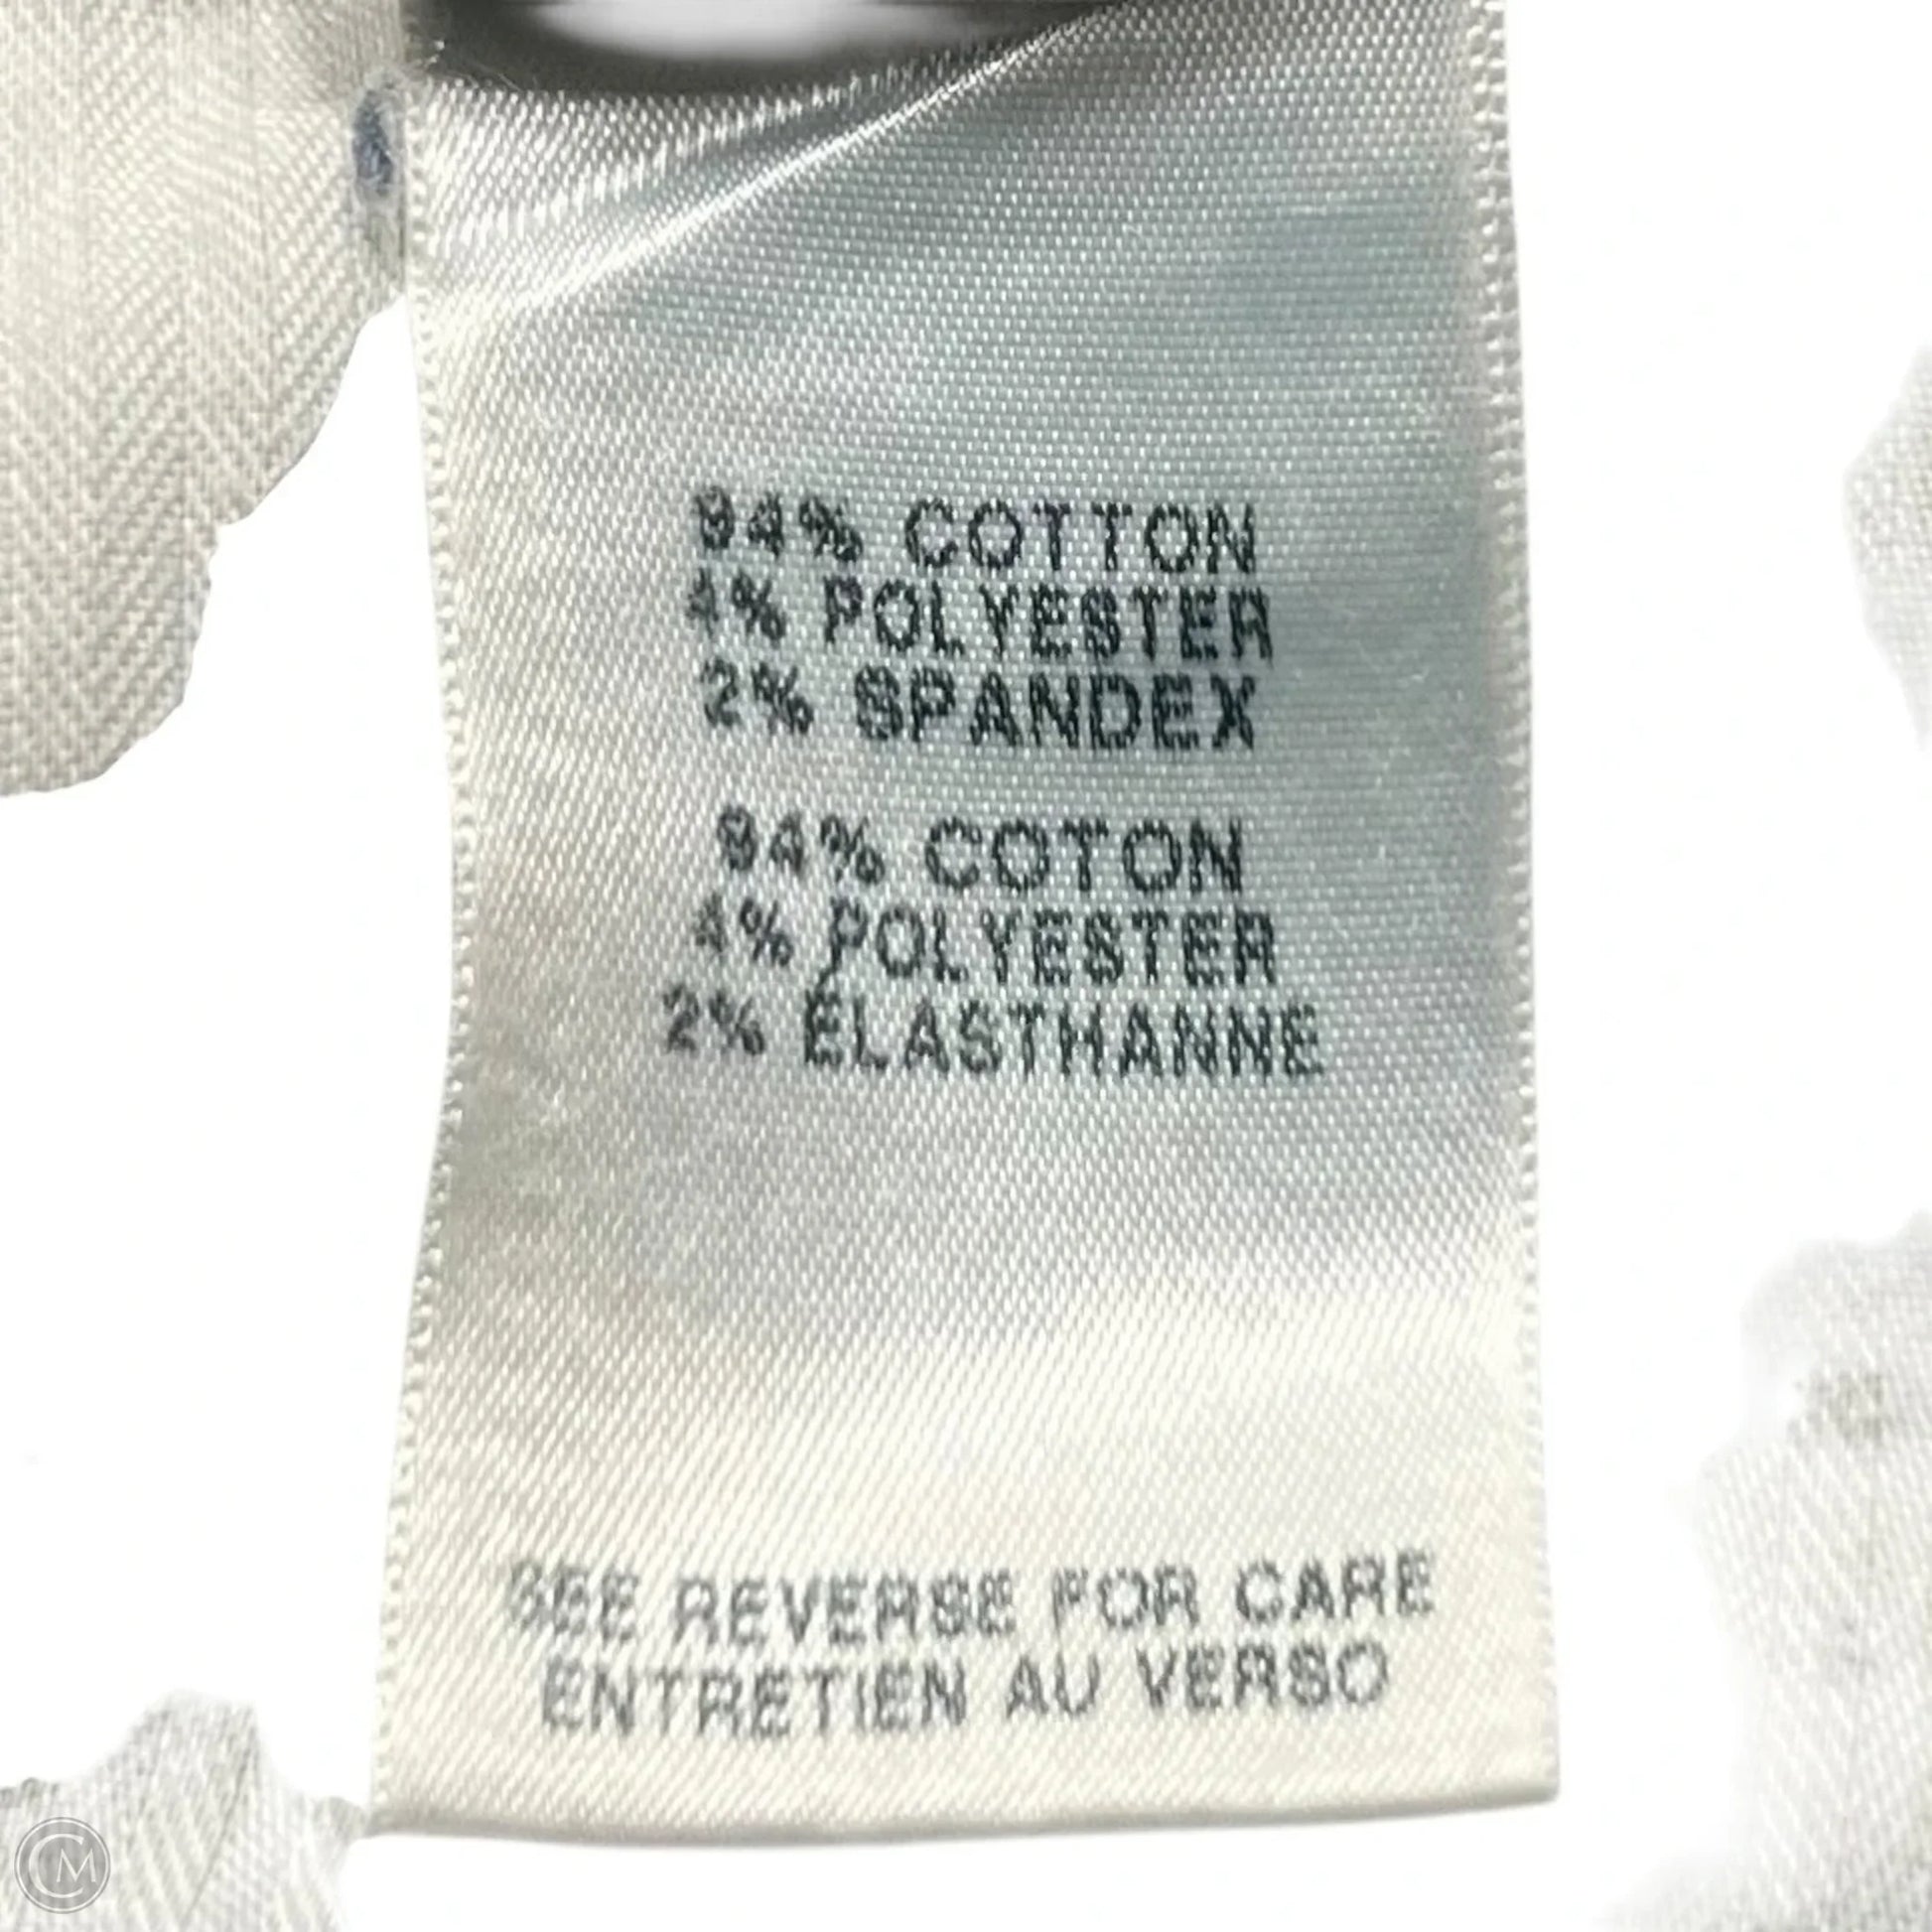 94% COTTON
4% POLYESTER
2% SPANDEX
94% COTON
4% POLYESTER
2% ÉLASTHANNE
SEE REVERSE FOR CARE
ENTRETIEN AU VERSO
CM